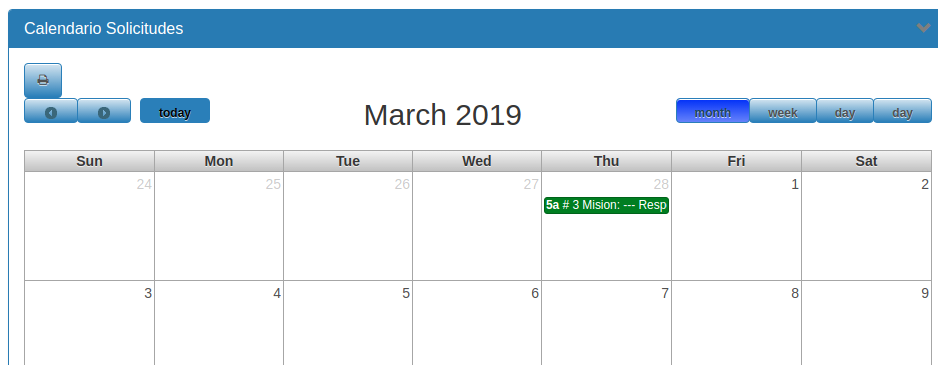 Calendario Solicitudes
today
March 2019
month week day day
Sun Mon Tue Wed Thu Fri Sat
24 25 26 27 28 1 2
5a # 3 Mision: --- Resp
3 4 5 6 7 8 9